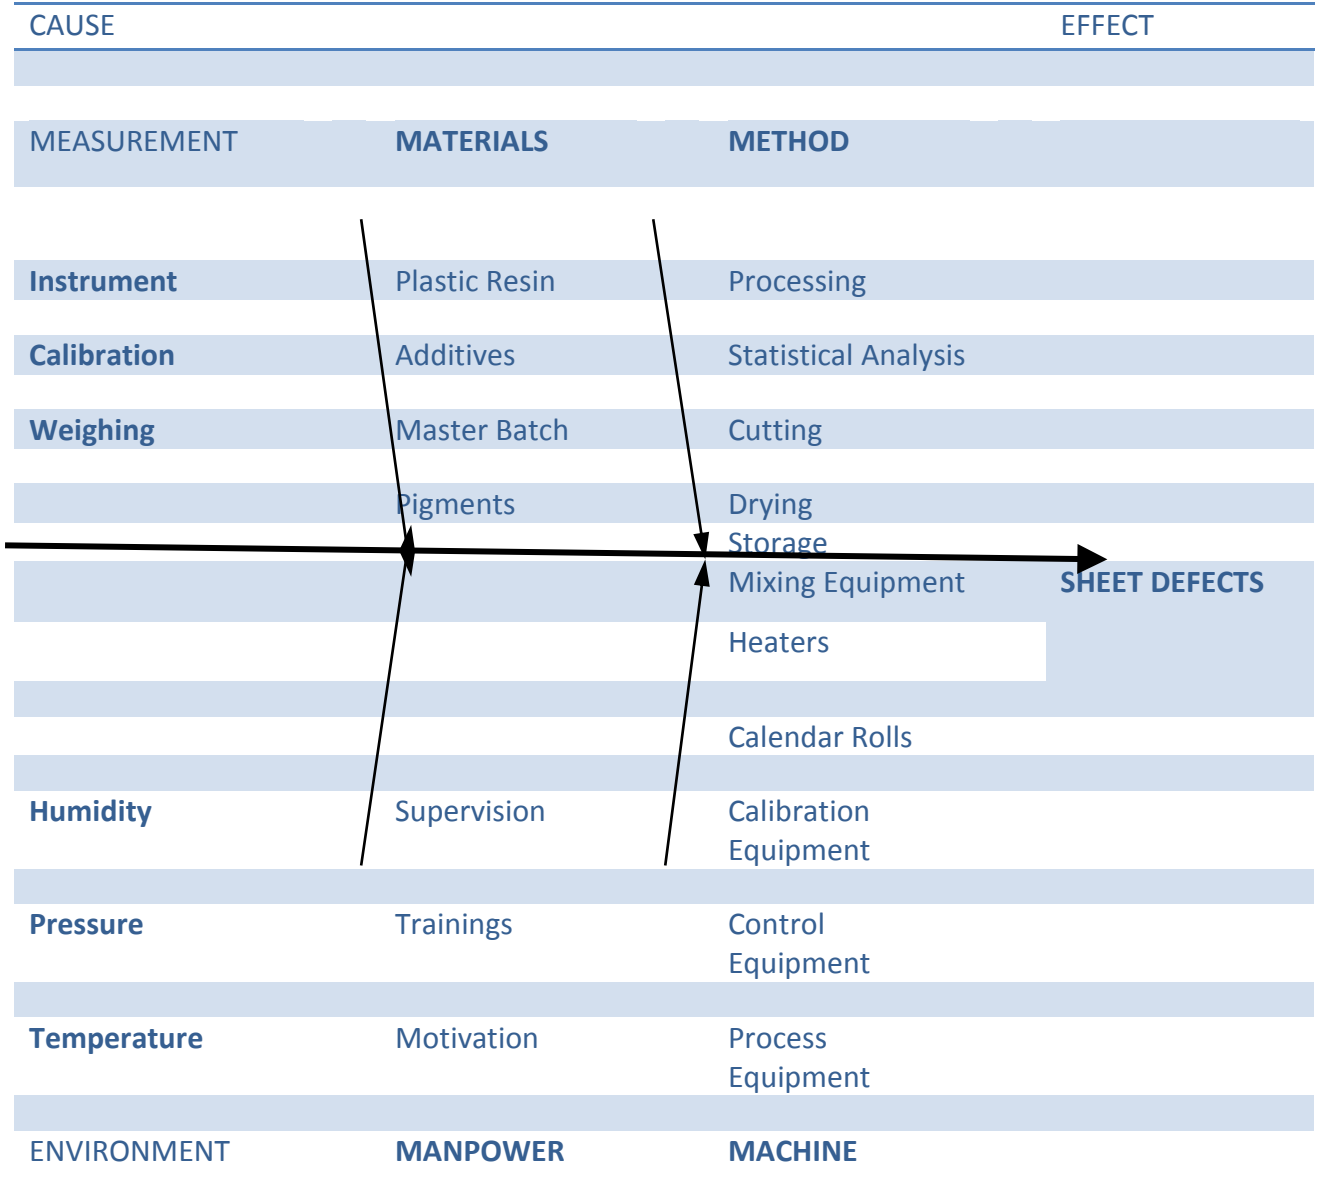 CAUSE EFFECT
MEASUREMENT MATERIALS METHOD
Instrument Plastic Resin Processing
Calibration Additives Statistical Analysis
Weighing Master Batch Cutting
Pigments Drying
Storage
Mixing Equipment SHEET DEFECTS
Heaters
Calendar Rolls
Humidity Supervision Calibration
Equipment
Pressure Trainings Control
Equipment
Temperature Motivation Process
Equipment
ENVIRONMENT MANPOWER MACHINE